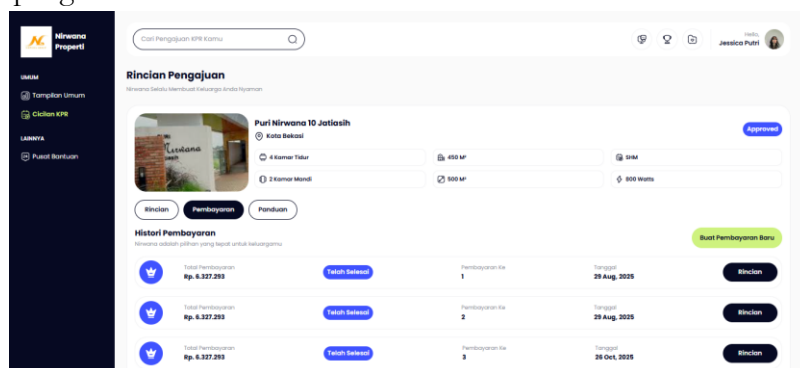 Nirwana
Properti
Cari Pengajuan KPR Kamu
Hello,
Jessica Putri
UMUM
Tampilan Umum
Cicilan KPR
LAINNYA
Pusat Bantuan
Rincian Pengajuan
Nirwana Selalu Membuat Keluarga Anda Nyaman
Puri Nirwana 10 Jatiasih
Kota Bekasi
Approved
4 Kamar Tidur
450 M²
SHM
2 Kamar Mandi
500 M²
900 Watts
Rincian
Pembayaran
Panduan
Histori Pembayaran
Nirwana adalah pilihan yang tepat untuk keluargamu
Buat Pembayaran Baru
Total Pembayaran
Rp. 6.327.293
Telah Selesai
Pembayaran Ke
1
Tanggal
29 Aug, 2025
Rincian
Total Pembayaran
Rp. 6.327.293
Telah Selesai
Pembayaran Ke
2
Tanggal
29 Aug, 2025
Rincian
Total Pembayaran
Rp. 6.327.293
Telah Selesai
Pembayaran Ke
3
Tanggal
26 Oct, 2025
Rincian